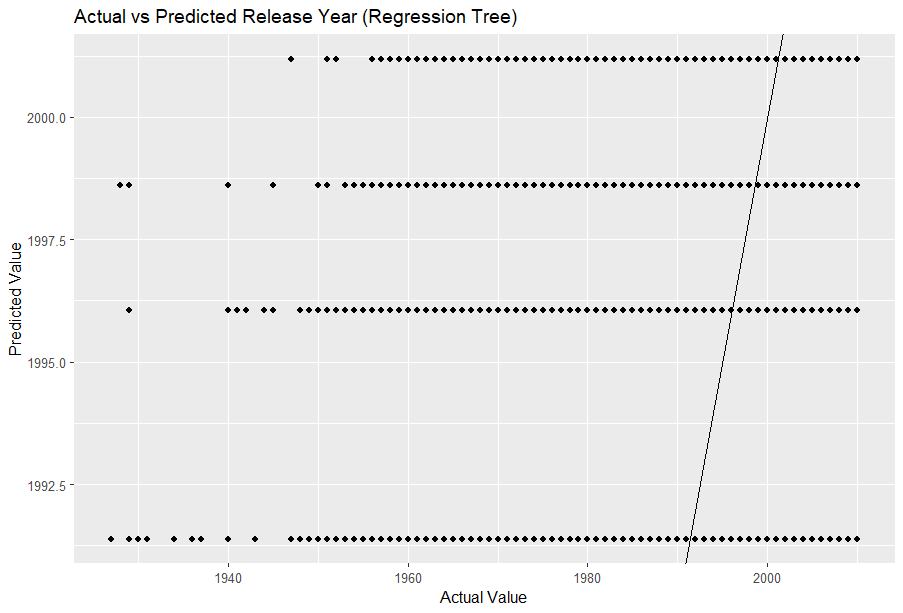 Actual vs Predicted Release Year (Regression Tree)
Predicted Value
2000.0
1997.5
1995.0
1992.5
1940
1960
1980
2000
Actual Value